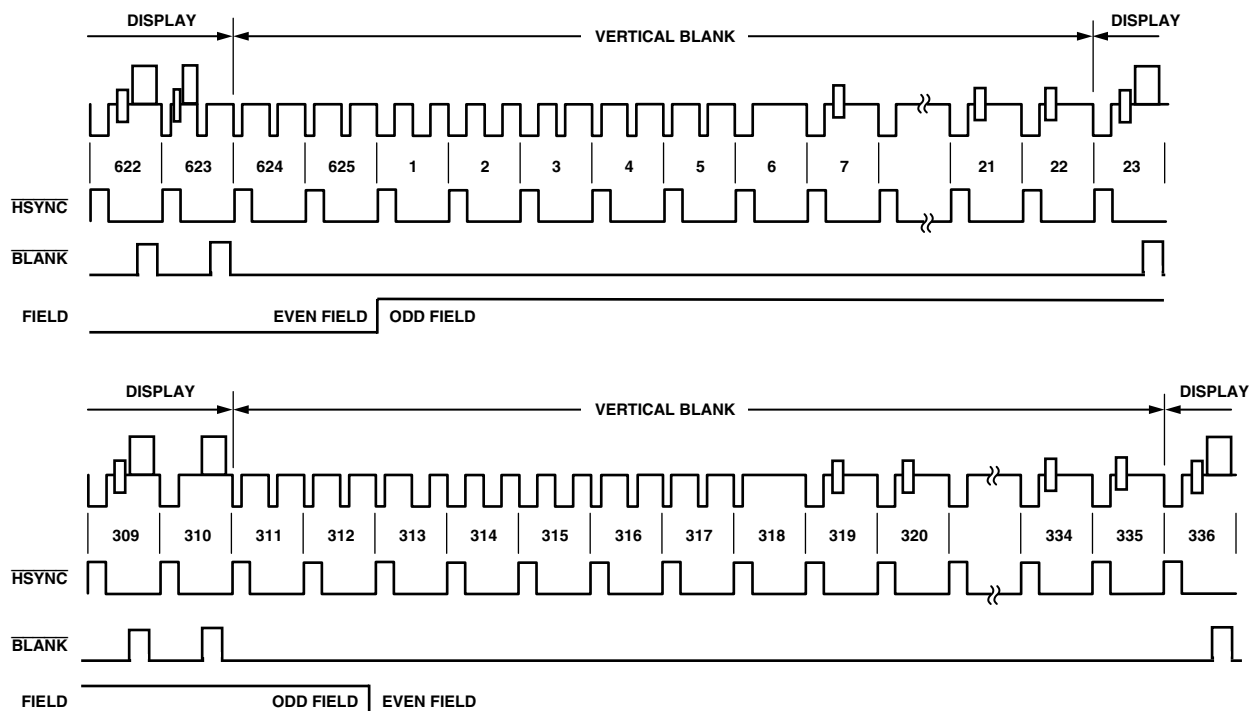 DISPLAY VERTICAL BLANK DISPLAY
622 623 624 625 1 2 3 4 5 6 7 21 22 23
HSYNC
BLANK
FIELD EVEN FIELD ODD FIELD
DISPLAY VERTICAL BLANK DISPLAY
309 310 311 312 313 314 315 316 317 318 319 320 334 335 336
HSYNC
BLANK
FIELD ODD FIELD EVEN FIELD